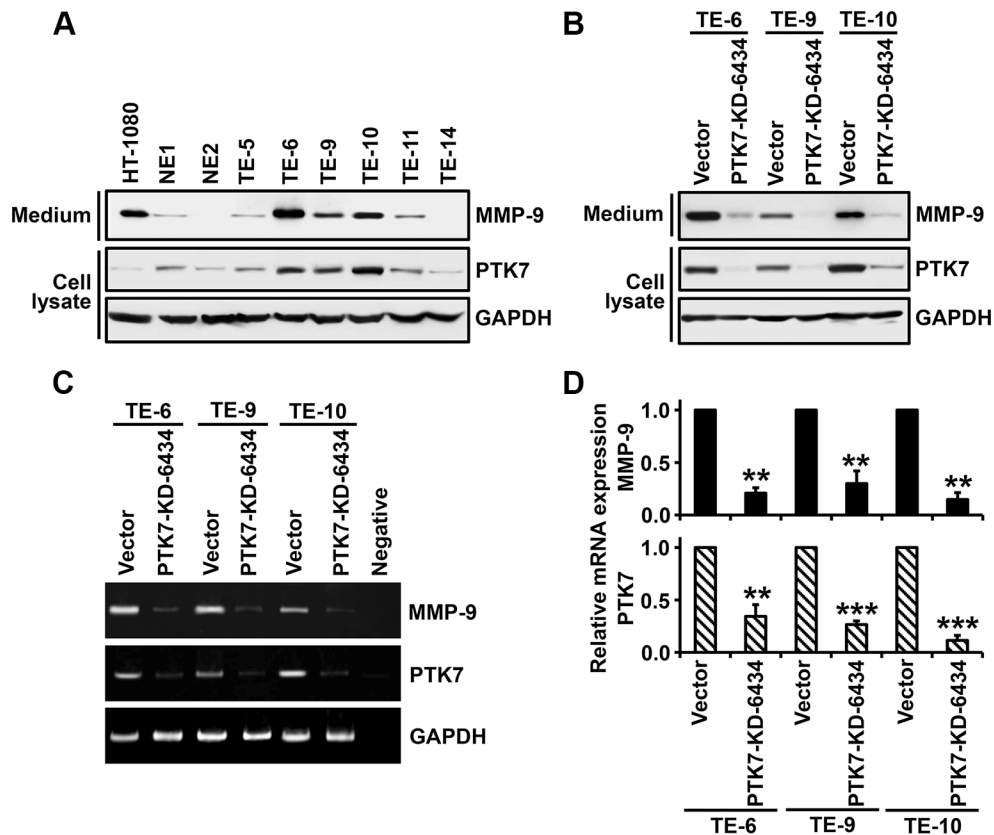 A
HT-1080
NE1
NE2
TE-5
TE-6
TE-9
TE-10
TE-11
TE-14
Medium
MMP-9
Cell
lysate
PTK7
GAPDH
B
TE-6
TE-9
TE-10
Vector
PTK7-KD-6434
Vector
PTK7-KD-6434
Vector
PTK7-KD-6434
Medium
MMP-9
Cell
lysate
PTK7
GAPDH
C
TE-6
TE-9
TE-10
Vector
PTK7-KD-6434
Vector
PTK7-KD-6434
Vector
PTK7-KD-6434
Negative
MMP-9
PTK7
GAPDH
D
Relative mRNA expression
MMP-9
PTK7
1.0
0.5
0.0
** ** **
1.0
0.5
0.0
** *** ***
Vector
PTK7-KD-6434
Vector
PTK7-KD-6434
Vector
PTK7-KD-6434
TE-6
TE-9
TE-10